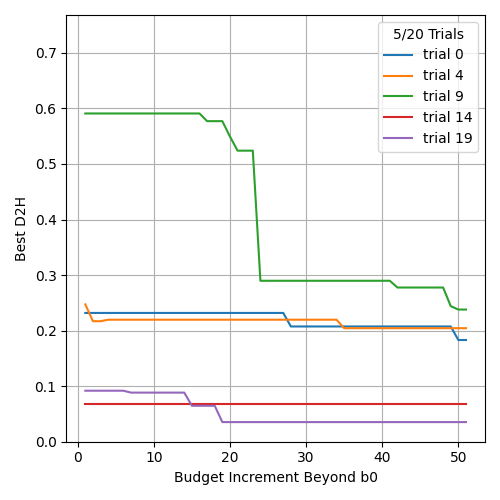 5/20 Trials
trial 0
trial 4
trial 9
trial 14
trial 19
Best D2H
0.7
0.6
0.5
0.4
0.3
0.2
0.1
0.0
0 10 20 30 40 50
Budget Increment Beyond b0